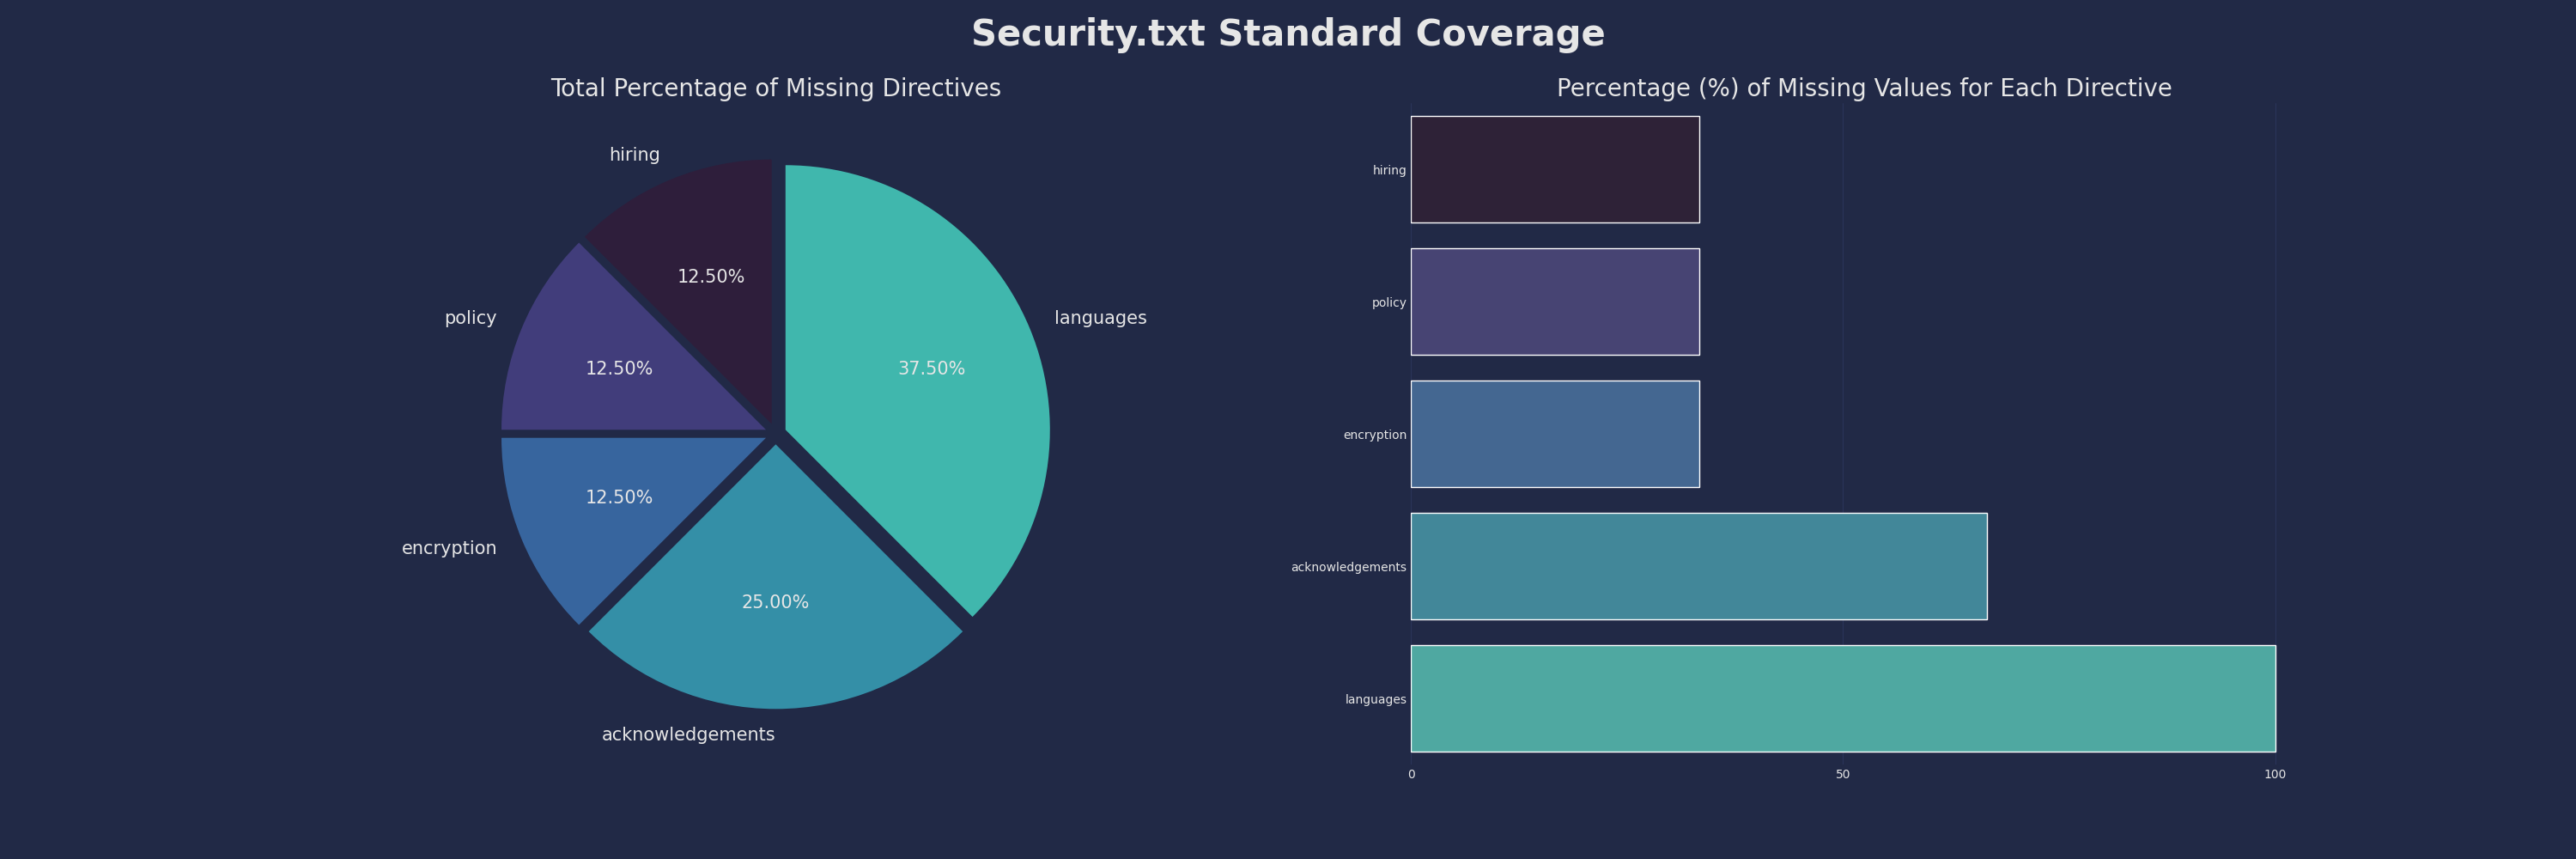 Security.txt Standard Coverage
Total Percentage of Missing Directives
hiring
12.50%
policy
12.50%
languages
37.50%
12.50%
encryption
25.00%
acknowledgements
Percentage (%) of Missing Values for Each Directive
hiring
policy
encryption
acknowledgements
languages
0 50 100